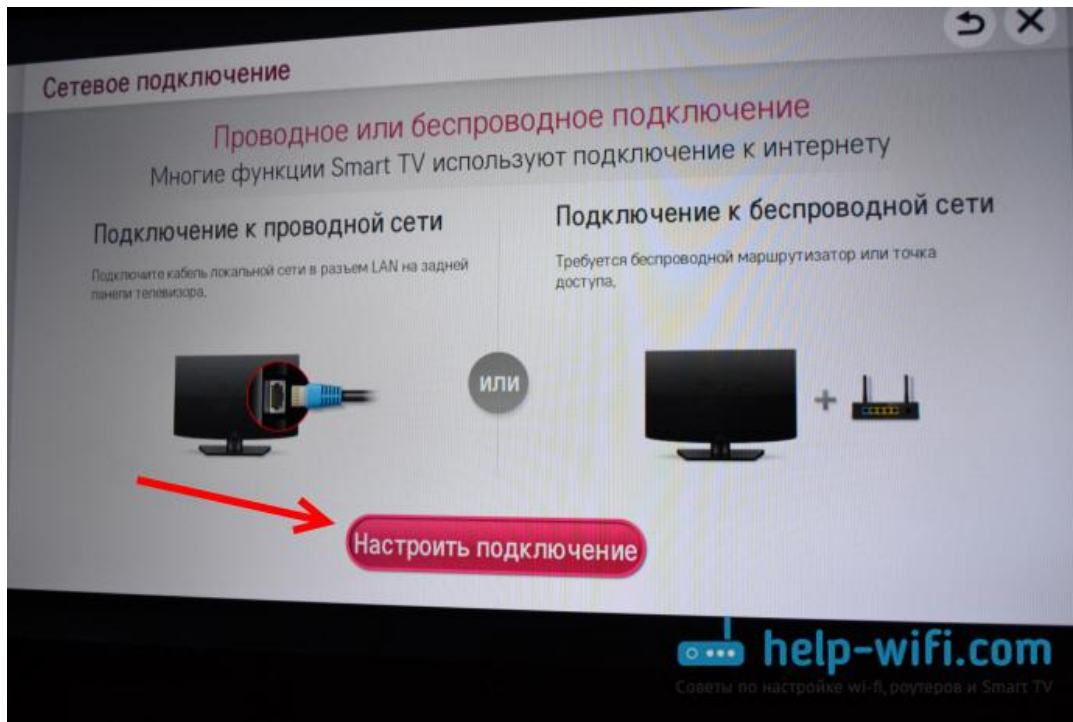 Сетевое подключение
Проводное или беспроводное подключение
Многие функции Smart TV используют подключение к интернету
Подключение к проводной сети
Подключите кабель локальной сети в разъем LAN на задней
панели телевизора.
Подключение к беспроводной сети
Требуется беспроводной маршрутизатор или точка
доступа.
или
Настроить подключение
help-wifi.com
Советы по настройке wi-fi, роутеров и Smart TV